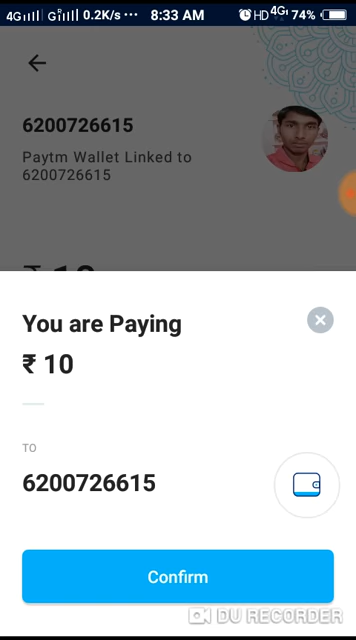 4G G 0.2K/s ··· 8:33 AM HD 4G 74%
6200726615
Paytm Wallet Linked to
6200726615
You are Paying
₹ 10
TO
6200726615
Confirm
DU RECORDER